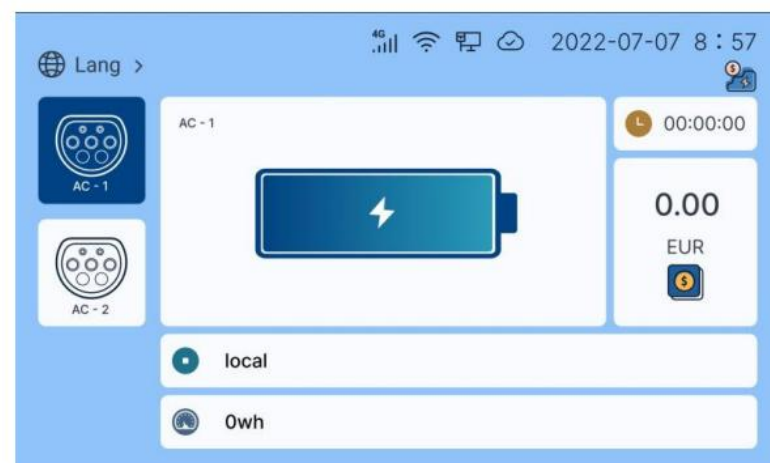 4G
2022-07-07 8:57
Lang >
AC - 1
AC - 1
00:00:00
0.00
EUR
AC - 2
local
0wh